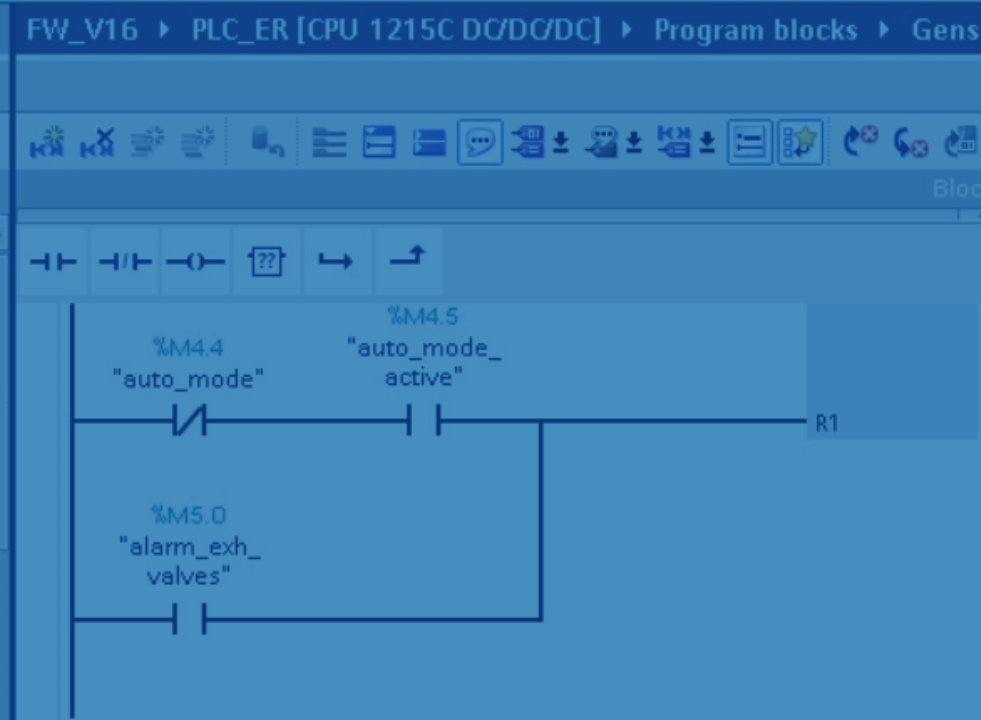 FW_V16 ▸ PLC_ER [CPU 1215C DC/DC/DC] ▸ Program blocks ▸ Gens
Bloc
??
%M4.5
%M4.4
"auto_mode_
"auto_mode"
active"
R1
%M5.0
"alarm_exh_
valves"